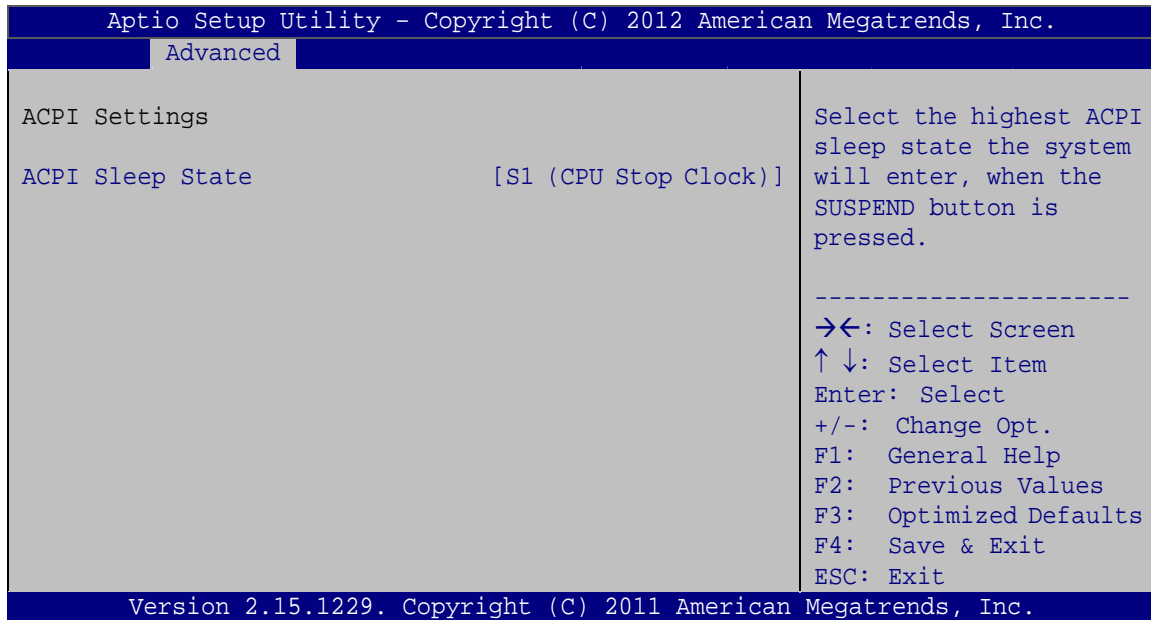 Aptio Setup Utility – Copyright (C) 2012 American Megatrends, Inc.
Advanced
ACPI Settings
ACPI Sleep State [S1 (CPU Stop Clock)]
Select the highest ACPI
sleep state the system
will enter, when the
SUSPEND button is
pressed.
----------------------
→←: Select Screen
↑ ↓: Select Item
Enter: Select
+/-: Change Opt.
F1: General Help
F2: Previous Values
F3: Optimized Defaults
F4: Save & Exit
ESC: Exit
Version 2.15.1229. Copyright (C) 2011 American Megatrends, Inc.